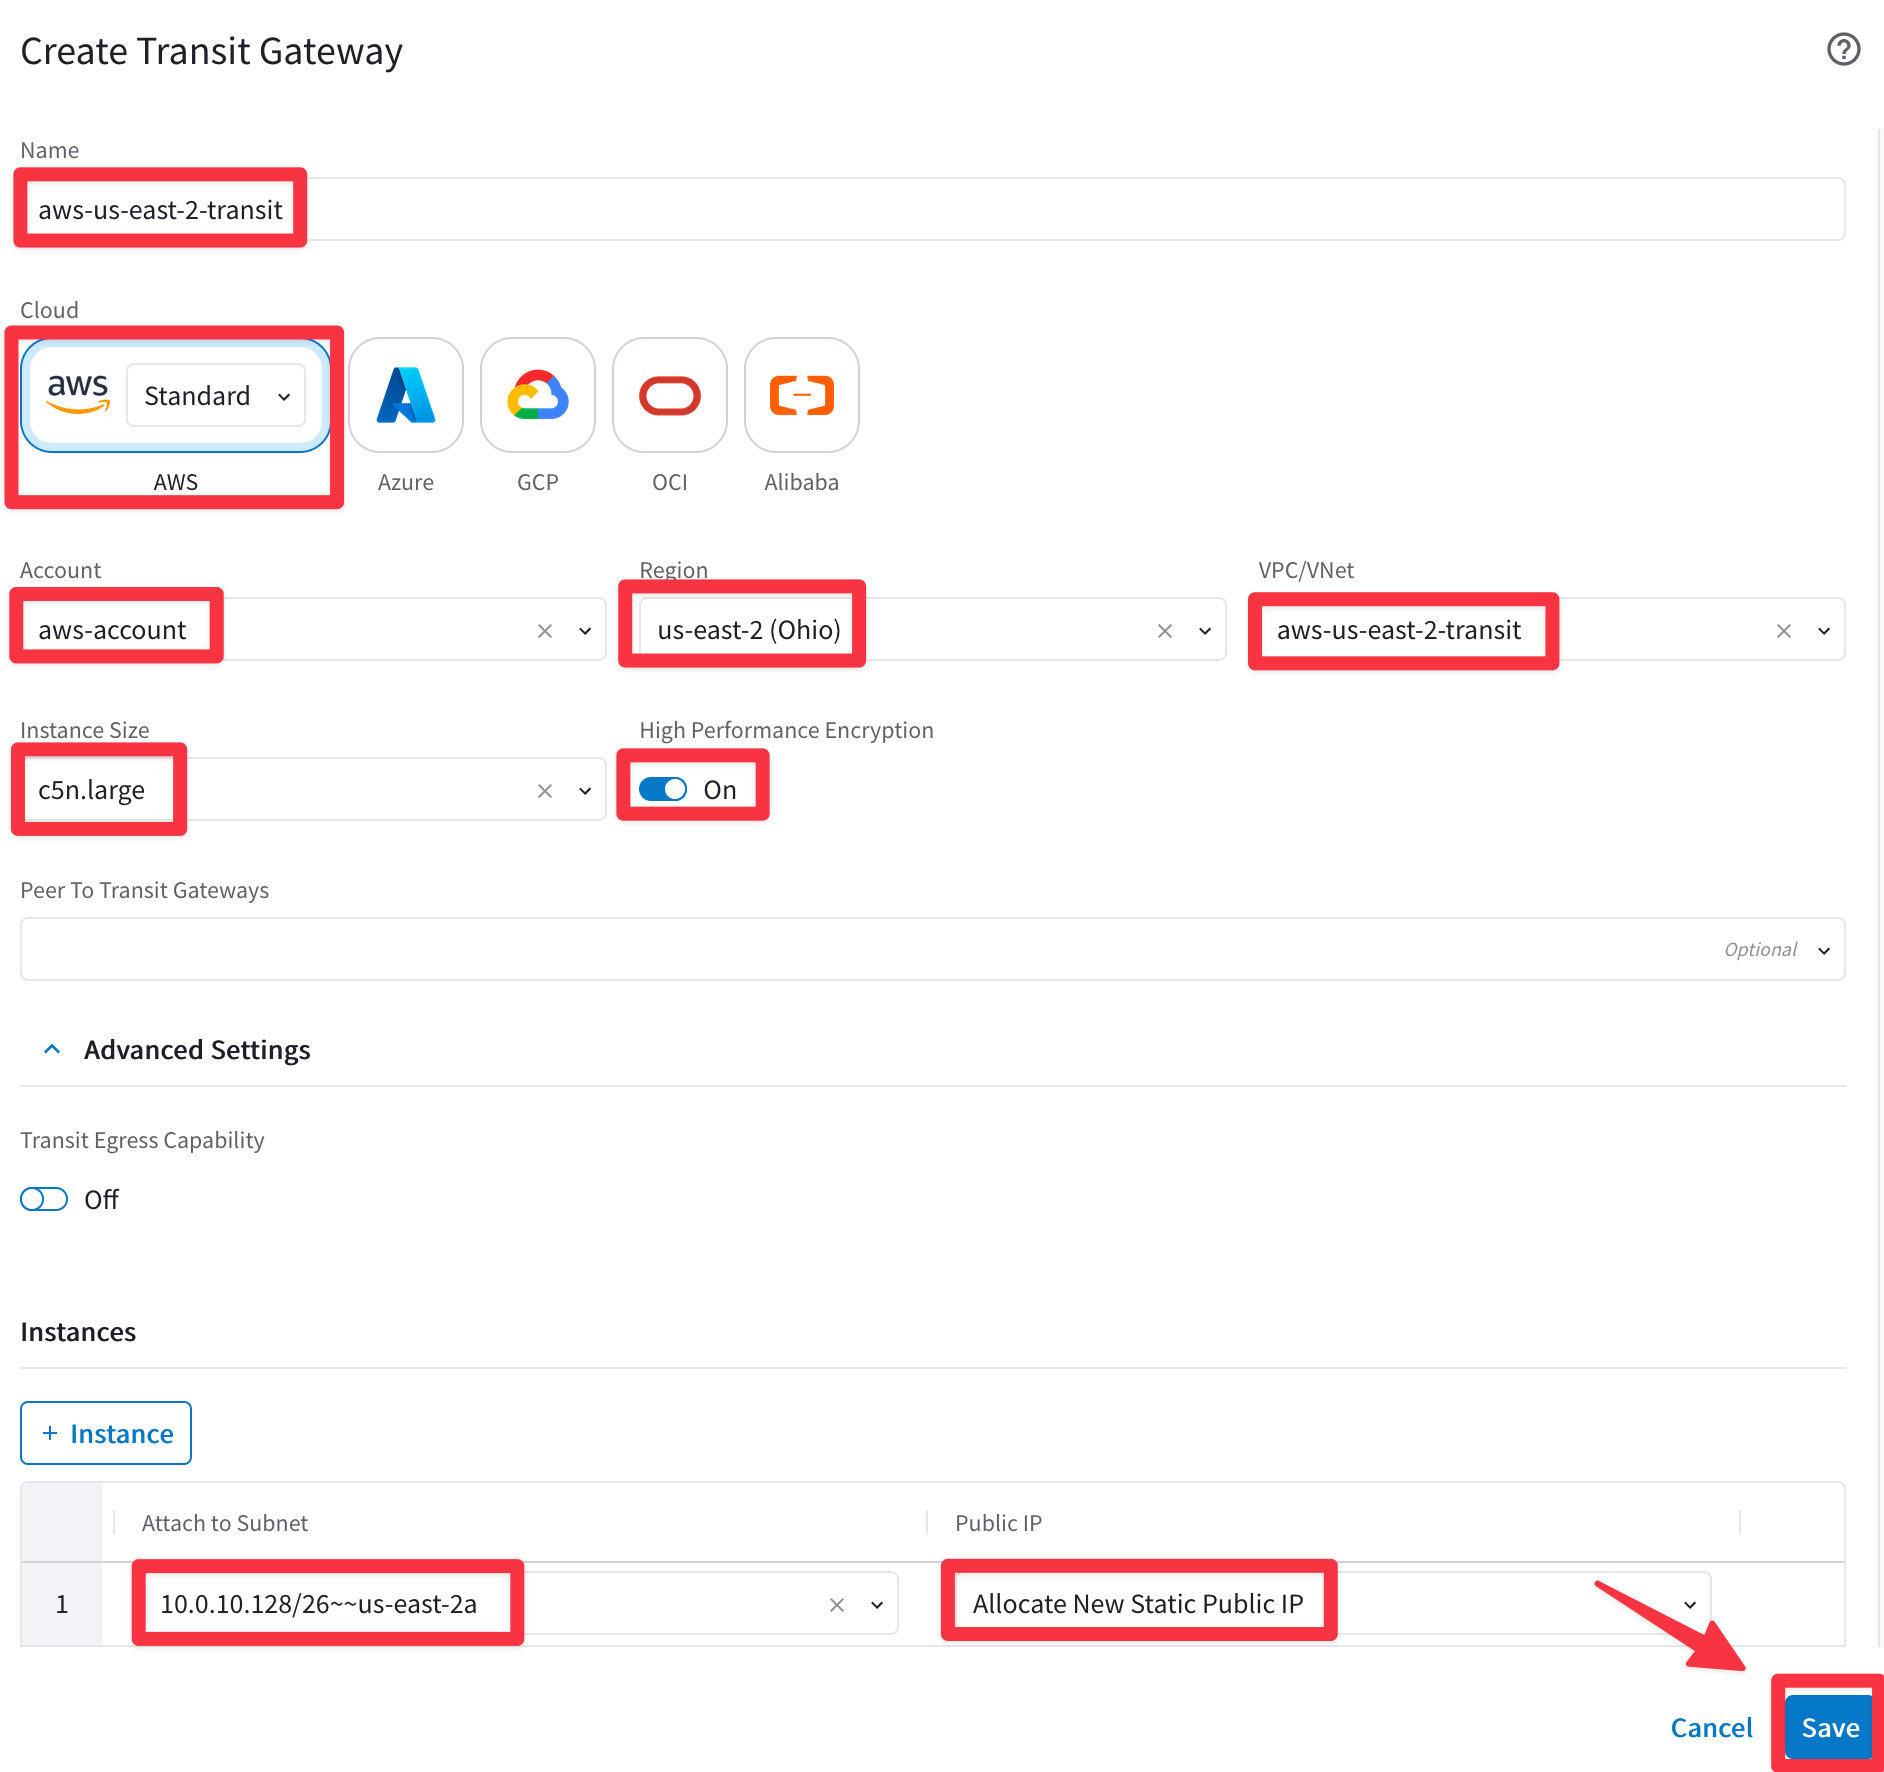 Create Transit Gateway
Name
aws-us-east-2-transit
Cloud
aws Standard
AWS Azure GCP OCI Alibaba
Account Region VPC/VNet
aws-account us-east-2 (Ohio) aws-us-east-2-transit
Instance Size High Performance Encryption
c5n.large On
Peer To Transit Gateways
Optional
Advanced Settings
Transit Egress Capability
Off
Instances
+ Instance
Attach to Subnet Public IP
1 10.0.10.128/26~~us-east-2a Allocate New Static Public IP
Cancel Save